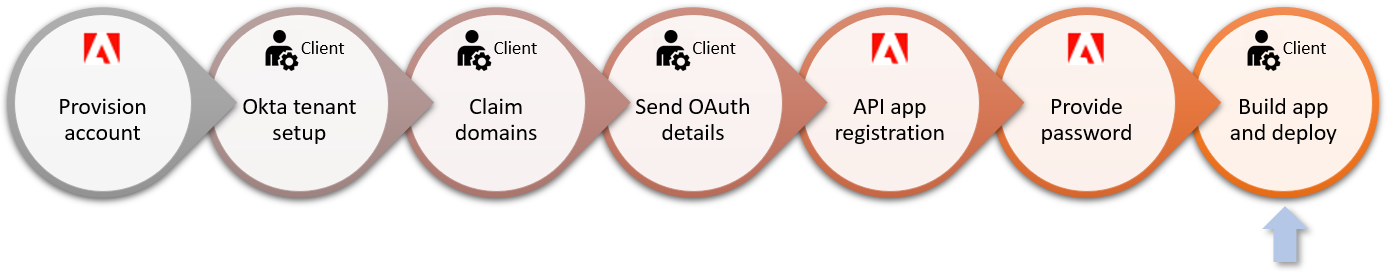 Provision
account
Client
Okta tenant
setup
Client
Claim
domains
Client
Send OAuth
details
API app
registration
Provide
password
Client
Build app
and deploy